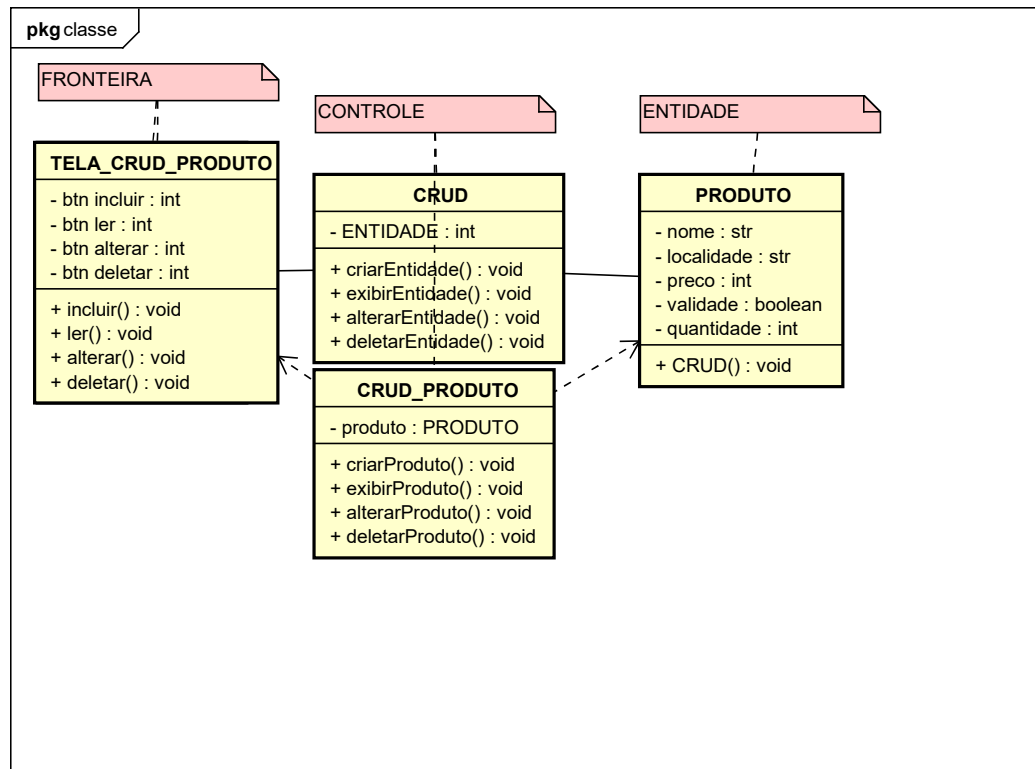 pkg classe
FRONTEIRA
CONTROLE
ENTIDADE
TELA_CRUD_PRODUTO
- btn incluir : int
- btn ler : int
- btn alterar : int
- btn deletar : int
+ incluir() : void
+ ler() : void
+ alterar() : void
+ deletar() : void
CRUD
- ENTIDADE : int
+ criarEntidade() : void
+ exibirEntidade() : void
+ alterarEntidade() : void
+ deletarEntidade() : void
PRODUTO
- nome : str
- localidade : str
- preco : int
- validade : boolean
- quantidade : int
+ CRUD() : void
CRUD_PRODUTO
- produto : PRODUTO
+ criarProduto() : void
+ exibirProduto() : void
+ alterarProduto() : void
+ deletarProduto() : void